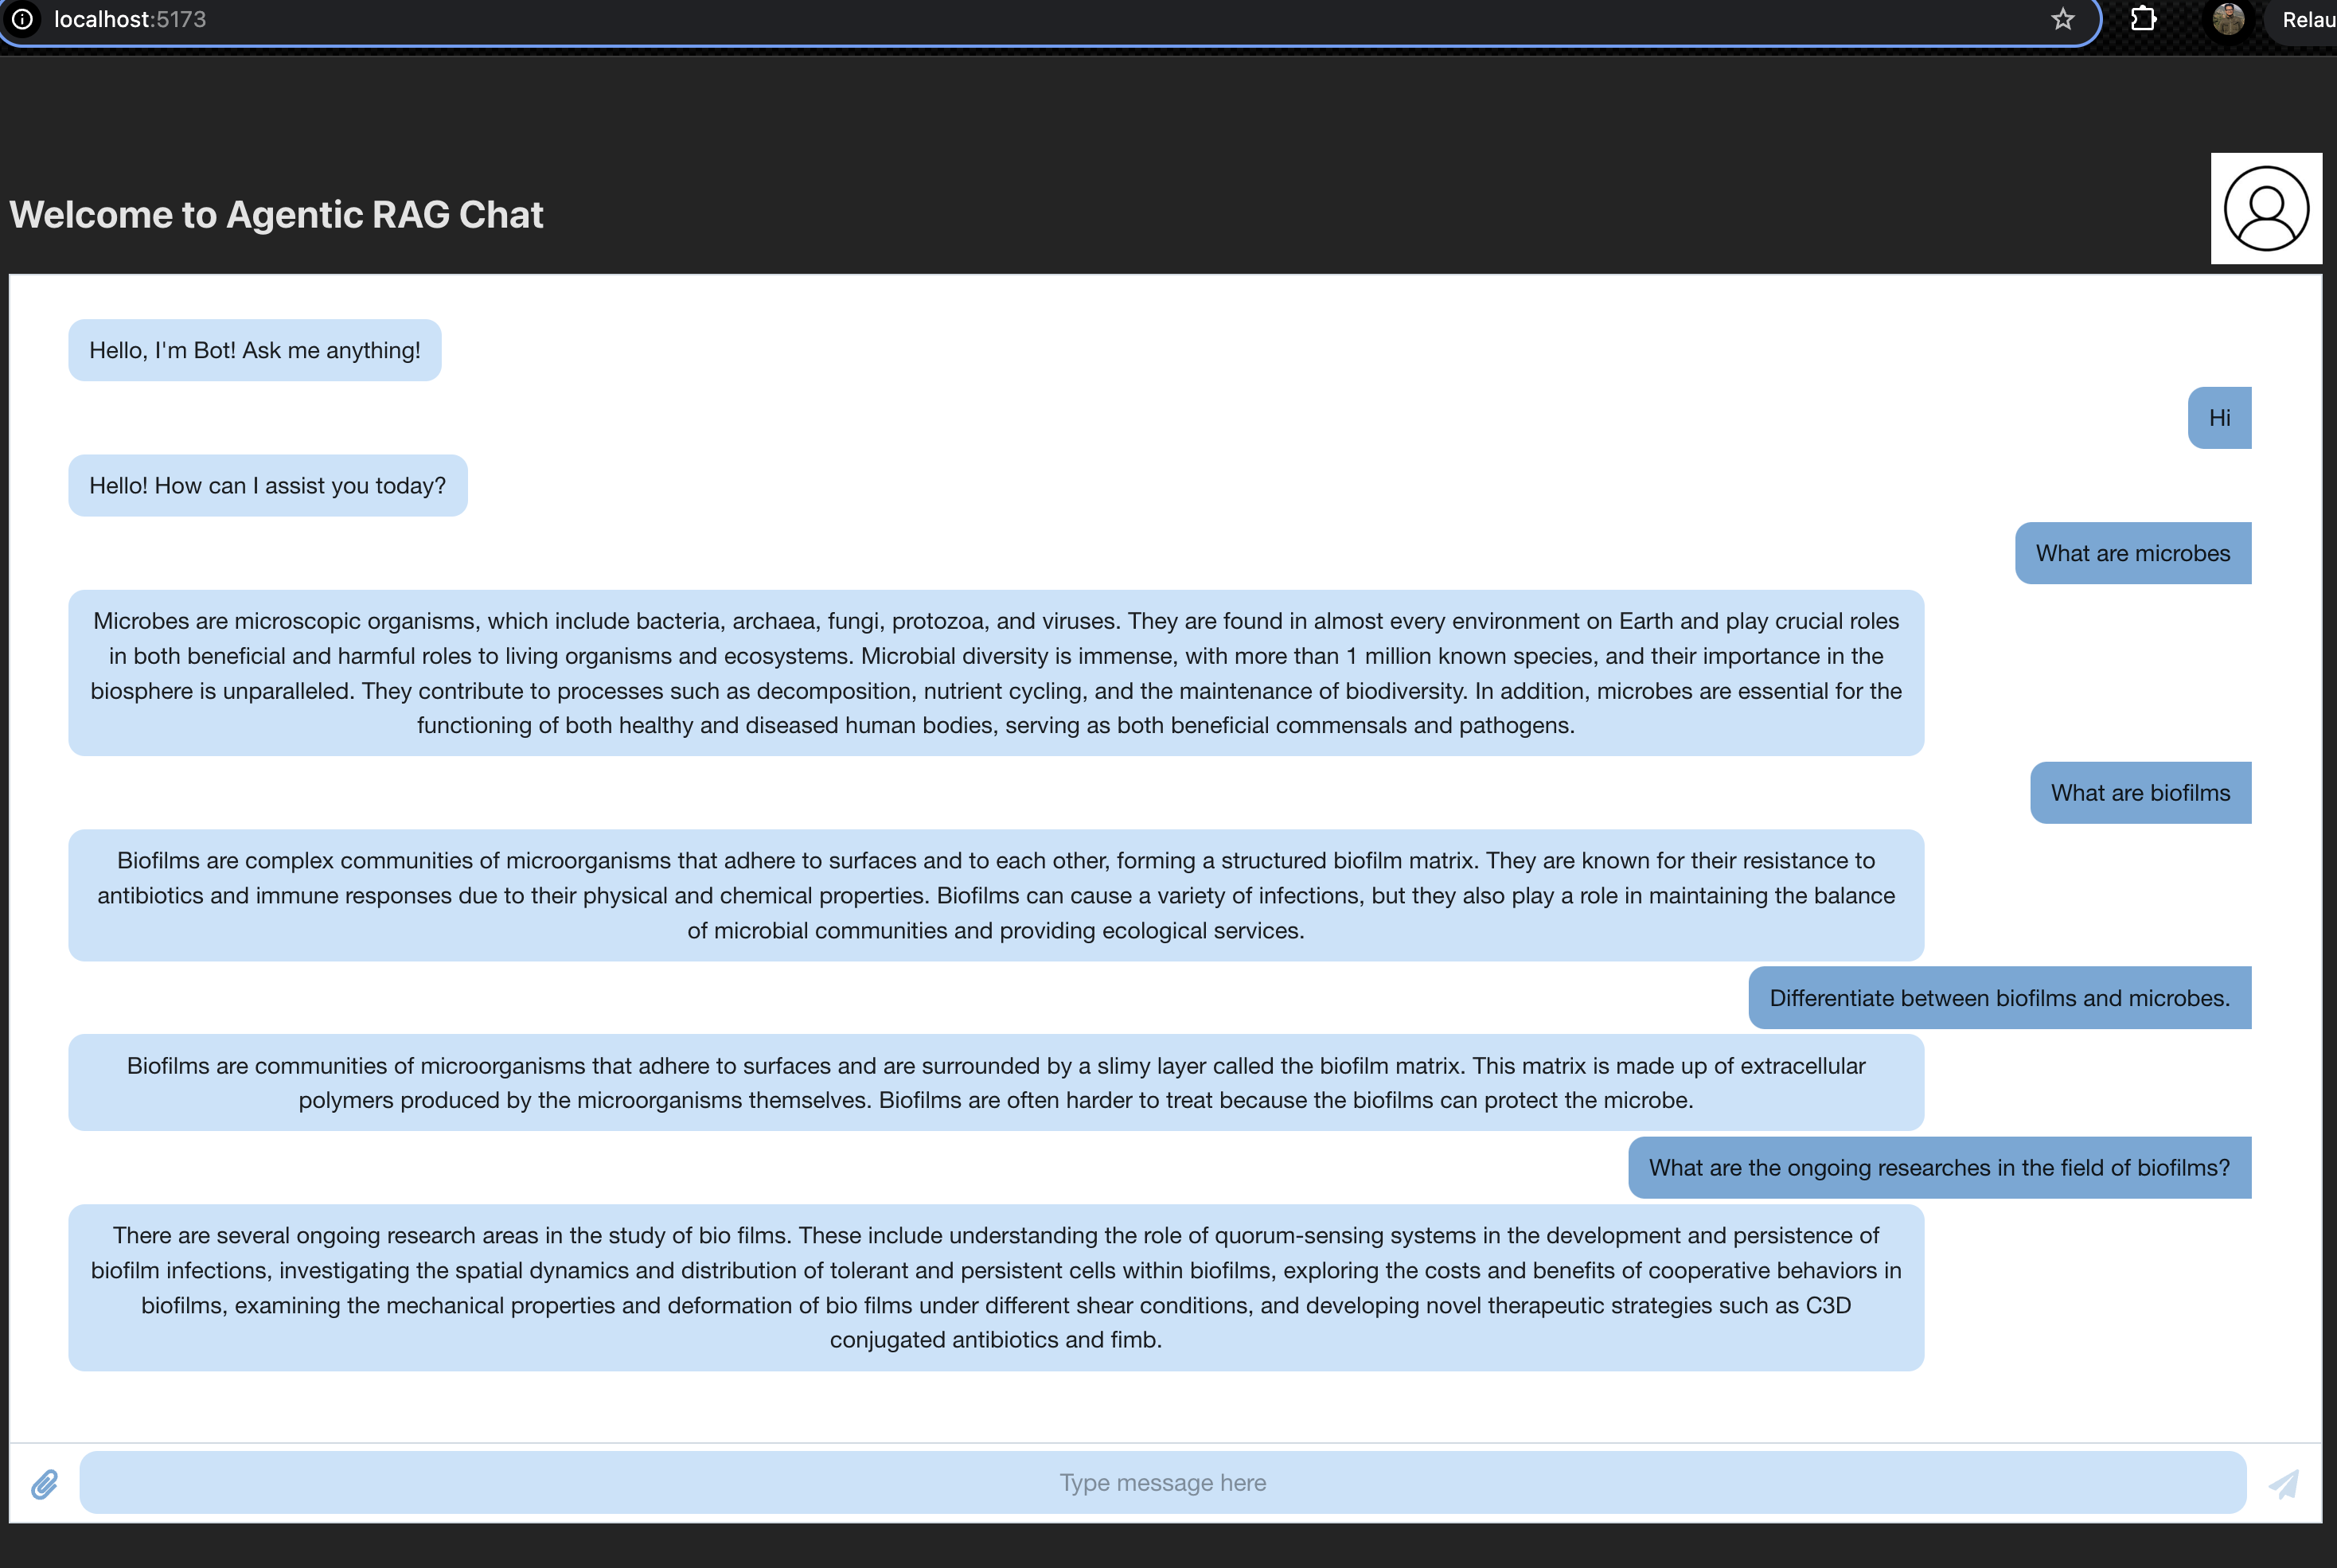 localhost:5173
Relau
Welcome to Agentic RAG Chat
Hello, I'm Bot! Ask me anything!
Hi
Hello! How can I assist you today?
What are microbes
Microbes are microscopic organisms, which include bacteria, archaea, fungi, protozoa, and viruses. They are found in almost every environment on Earth and play crucial roles
in both beneficial and harmful roles to living organisms and ecosystems. Microbial diversity is immense, with more than 1 million known species, and their importance in the
biosphere is unparalleled. They contribute to processes such as decomposition, nutrient cycling, and the maintenance of biodiversity. In addition, microbes are essential for the
functioning of both healthy and diseased human bodies, serving as both beneficial commensals and pathogens.
What are biofilms
Biofilms are complex communities of microorganisms that adhere to surfaces and to each other, forming a structured biofilm matrix. They are known for their resistance to
antibiotics and immune responses due to their physical and chemical properties. Biofilms can cause a variety of infections, but they also play a role in maintaining the balance
of microbial communities and providing ecological services.
Differentiate between biofilms and microbes.
Biofilms are communities of microorganisms that adhere to surfaces and are surrounded by a slimy layer called the biofilm matrix. This matrix is made up of extracellular
polymers produced by the microorganisms themselves. Biofilms are often harder to treat because the biofilms can protect the microbe.
What are the ongoing researches in the field of biofilms?
There are several ongoing research areas in the study of bio films. These include understanding the role of quorum-sensing systems in the development and persistence of
biofilm infections, investigating the spatial dynamics and distribution of tolerant and persistent cells within biofilms, exploring the costs and benefits of cooperative behaviors in
biofilms, examining the mechanical properties and deformation of bio films under different shear conditions, and developing novel therapeutic strategies such as C3D
conjugated antibiotics and fimb.
Type message here